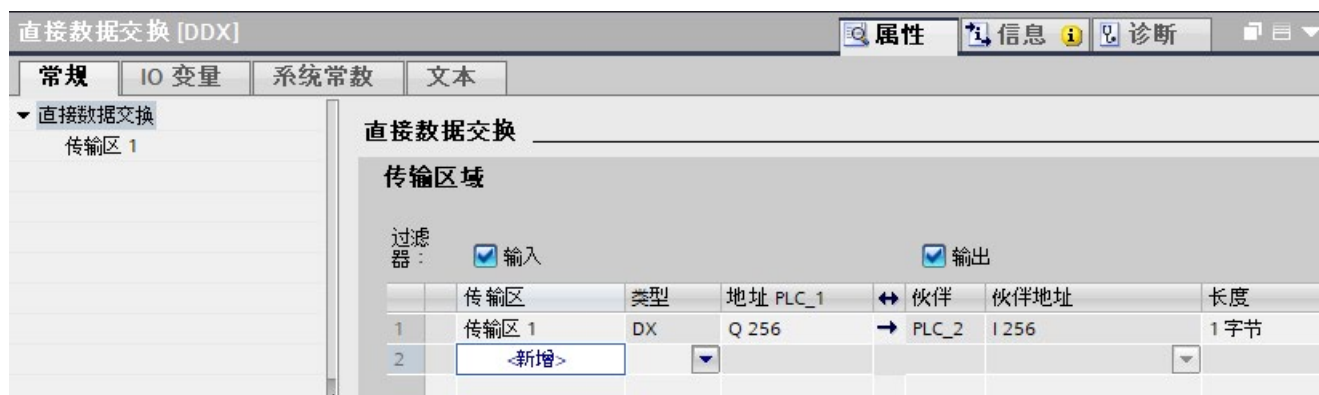 直接数据交换 [DDX]
属性 信息 诊断
常规 IO 变量 系统常数 文本
直接数据交换
传输区 1
直接数据交换
传输区域
过滤器：
输入 输出
传输区 类型 地址 PLC_1 ↔ 伙伴 伙伴地址 长度
1 传输区 1 DX Q 256 → PLC_2 I 256 1 字节
2 <新增>